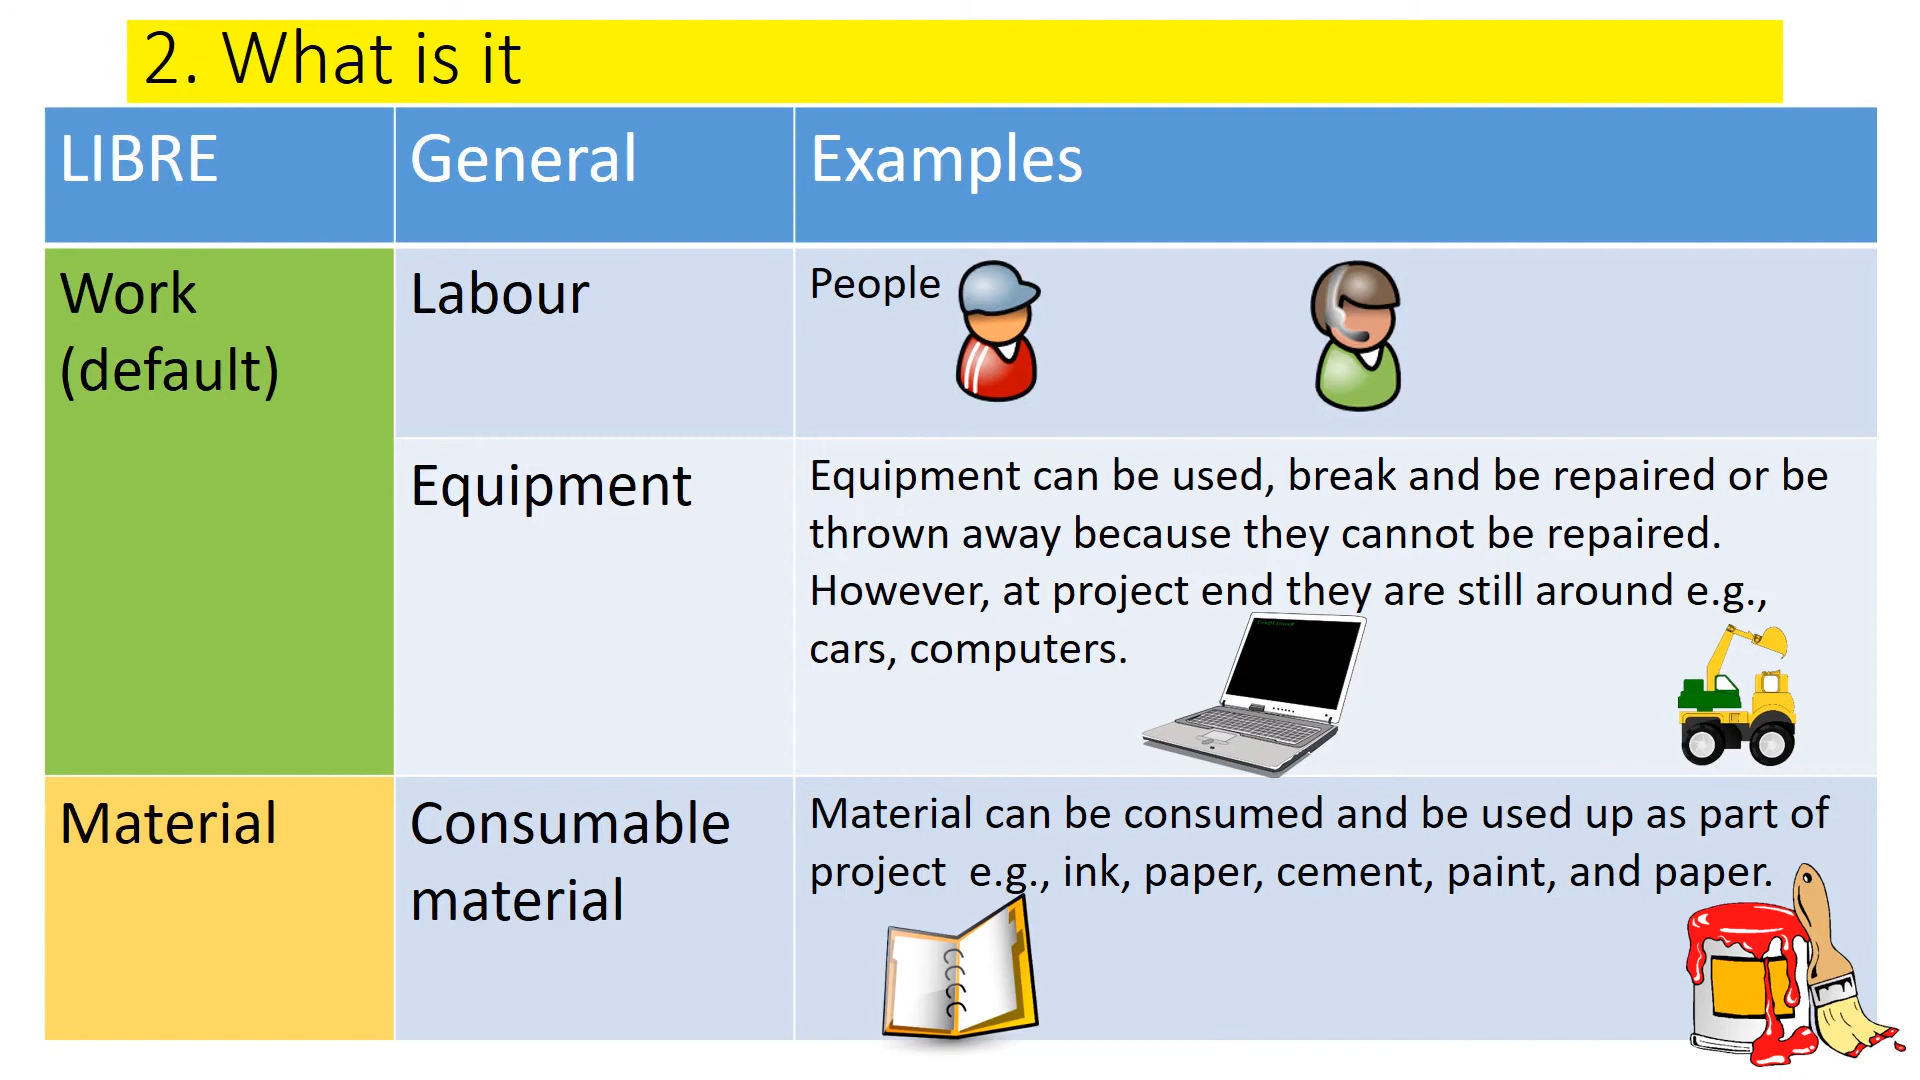 2. What is it
LIBRE
General
Examples
Work
(default)
Labour
People
Equipment
Equipment can be used, break and be repaired or be
thrown away because they cannot be repaired.
However, at project end they are still around e.g.,
cars, computers.
Material
Consumable
material
Material can be consumed and be used up as part of
project  e.g., ink, paper, cement, paint, and paper.